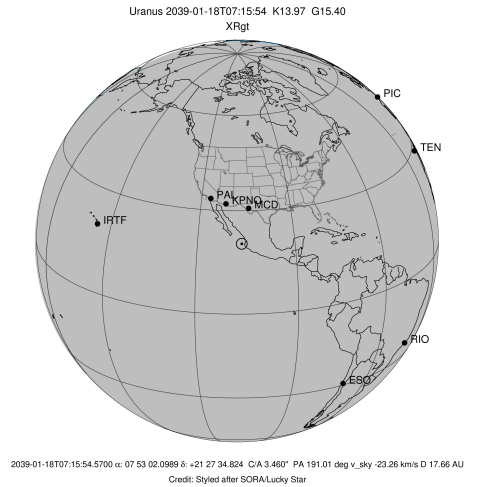 Uranus 2039-01-18T07:15:54 K13.97 G15.40
XRgt
PIC
TEN
PAL
KPNO
MCD
IRTF
RIO
ESO
2039-01-18T07:15:54.5700 α: 07 53 02.0989 δ: +21 27 34.824 C/A 3.460" PA 191.01 deg v_sky -23.26 km/s D 17.66 AU
Credit: Styled after SORA/Lucky Star